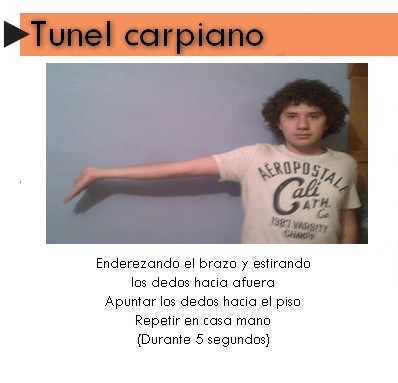 Tunel carpiano
AÉROPOSTALE
Cali
ATH.
Co
1987 VARSITY
CHAMPS
Enderezando el brazo y estirando
los dedos hacia afuera
Apuntar los dedos hacia el piso
Repetir en casa mano
(Durante 5 segundos)